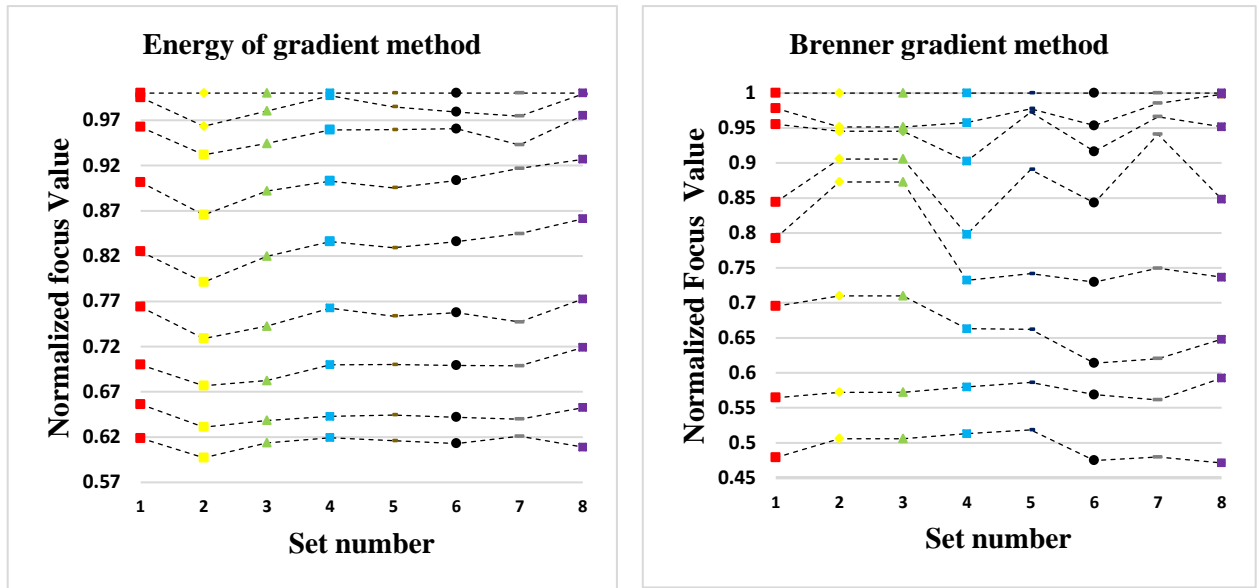 Energy of gradient method
Normalized focus Value
0.97
0.92
0.87
0.82
0.77
0.72
0.67
0.62
0.57
1 2 3 4 5 6 7 8
Set number
Brenner gradient method
Normalized Focus Value
1
0.95
0.9
0.85
0.8
0.75
0.7
0.65
0.6
0.55
0.5
0.45
1 2 3 4 5 6 7 8
Set number